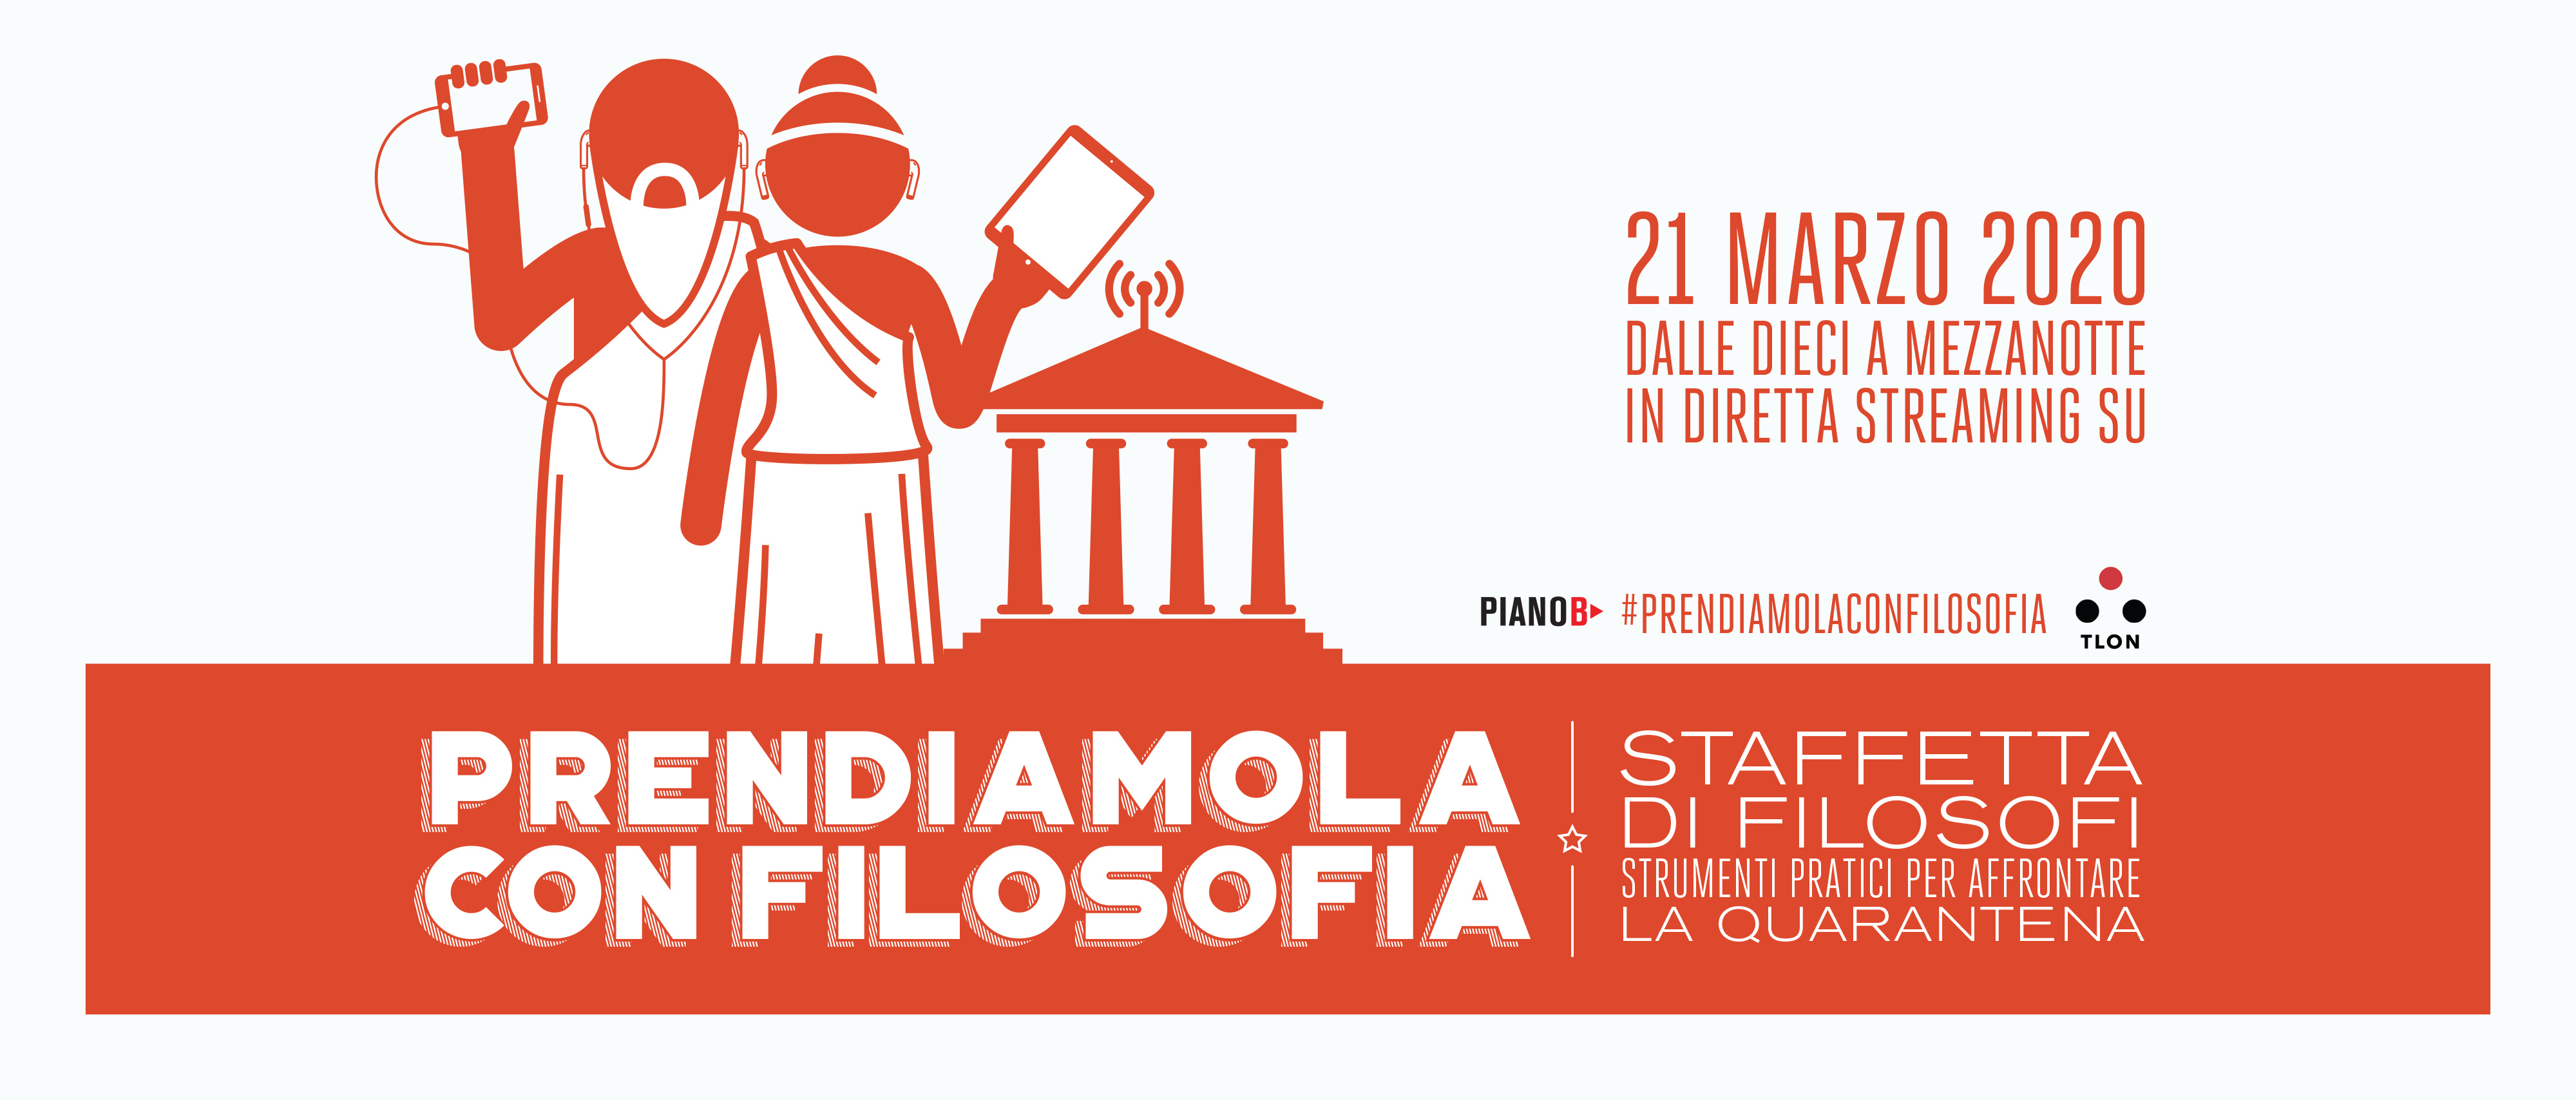 21 MARZO 2020
DALLE DIECI A MEZZANOTTE
IN DIRETTA STREAMING SU
PIANOB #PRENDIAMOLACONFILOSOFIA
TLON
PRENDIAMOLA
CON FILOSOFIA
STAFFETTA
DI FILOSOFI
STRUMENTI PRATICI PER AFFRONTARE
LA QUARANTENA